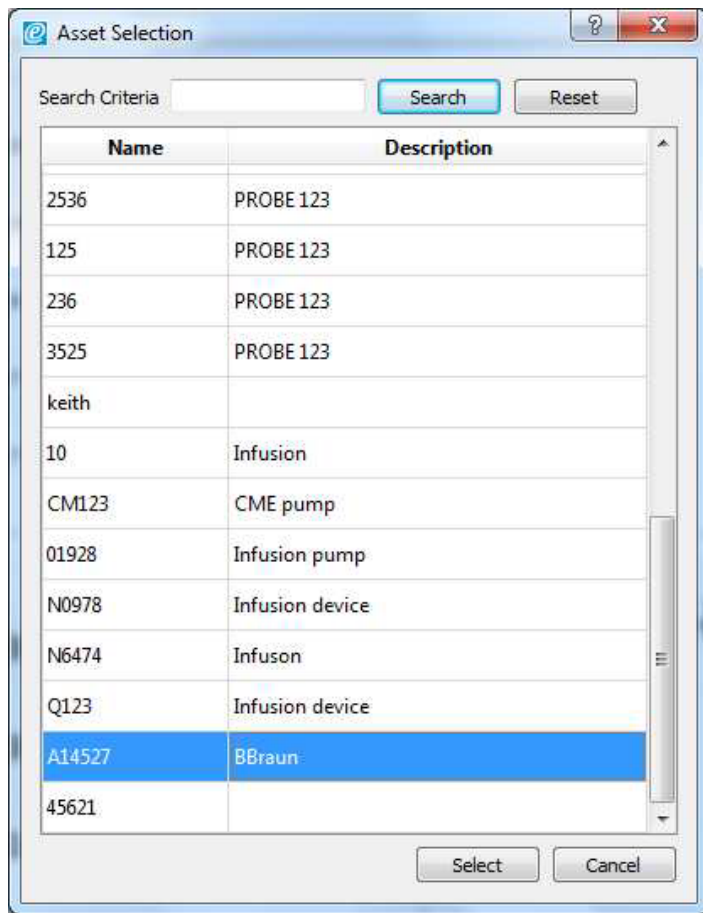 Asset Selection
Search Criteria Search Reset
Name Description
2536 PROBE 123
125 PROBE 123
236 PROBE 123
3525 PROBE 123
keith
10 Infusion
CM123 CME pump
01928 Infusion pump
N0978 Infusion device
N6474 Infuson
Q123 Infusion device
A14527 BBraun
45621
Select Cancel